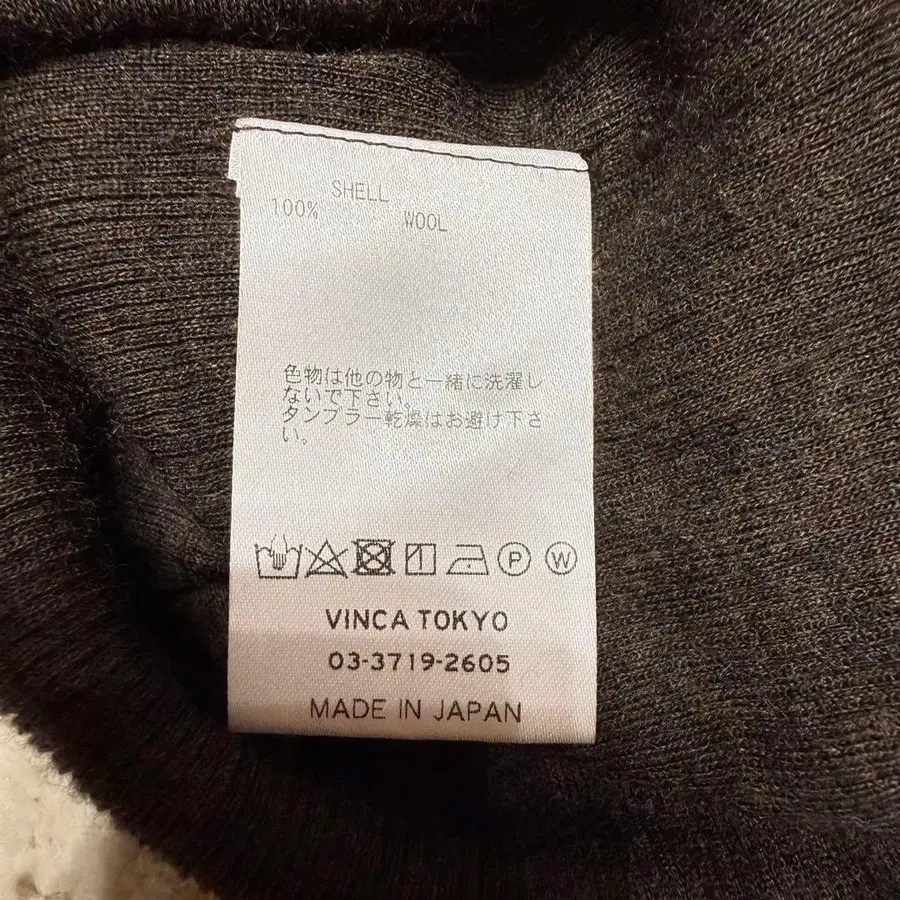 SHELL
100% WOOL
色物は他の物と一緒に洗濯し
ないで下さい。
タンブラー乾燥はお避け下さ
い。
P W
VINCA TOKYO
03-3719-2605
MADE IN JAPAN